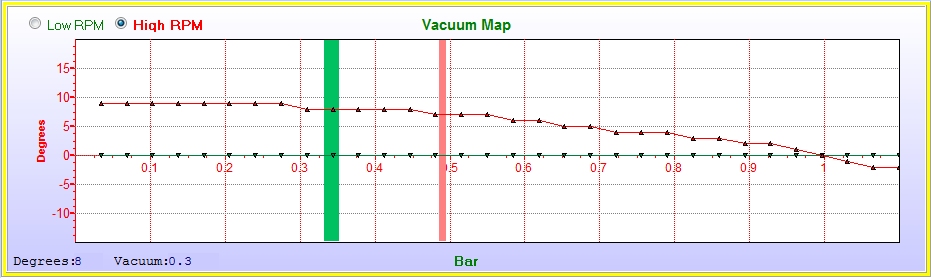 Low RPM High RPM Vacuum Map
15
10
5
0
-5
-10
Degrees
0.1 0.2 0.3 0.4 0.5 0.6 0.7 0.8 0.9 1
Degrees:8 Vacuum:0.3 Bar